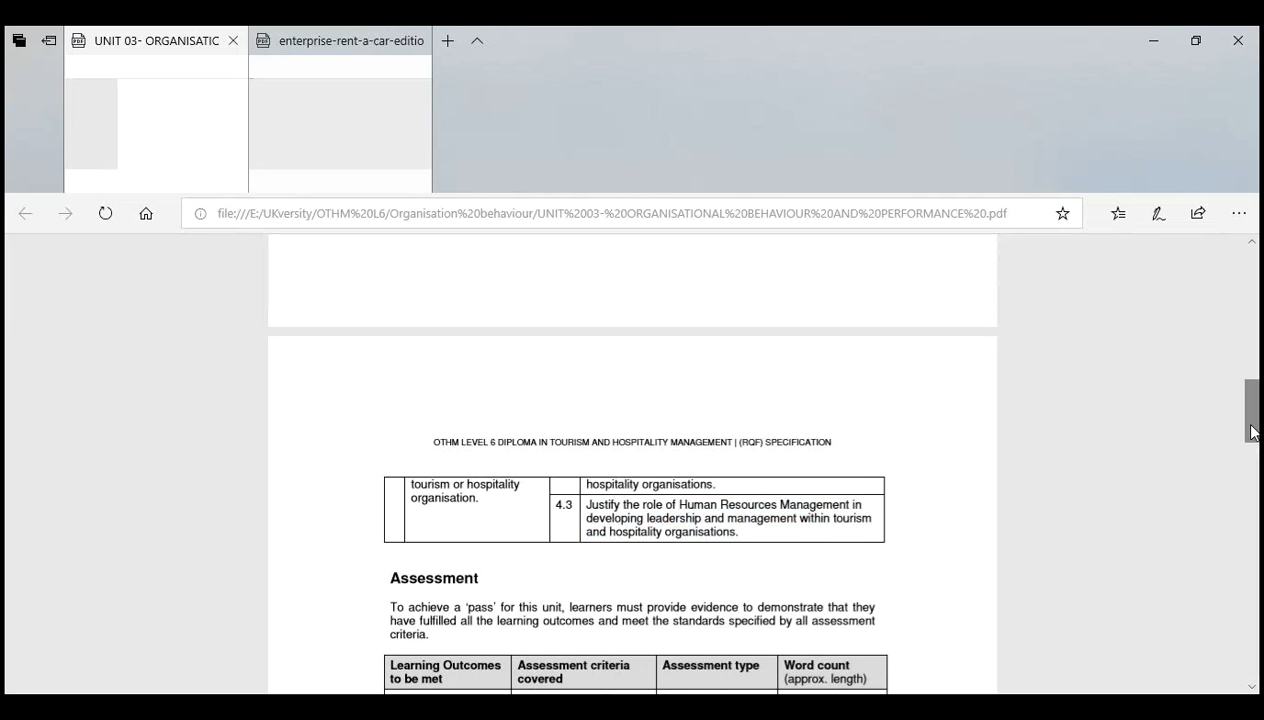 UNIT 03- ORGANISATIC
enterprise-rent-a-car-editio
file:///E:/UKversity/OTHM%20L6/Organisation%20behaviour/UNIT%2003-%20ORGANISATIONAL%20BEHAVIOUR%20AND%20PERFORMANCE%20.pdf
OTHM LEVEL 6 DIPLOMA IN TOURISM AND HOSPITALITY MANAGEMENT | (RQF) SPECIFICATION
tourism or hospitality
organisation.
hospitality organisations.
4.3
Justify the role of Human Resources Management in
developing leadership and management within tourism
and hospitality organisations.
Assessment
To achieve a ‘pass’ for this unit, learners must provide evidence to demonstrate that they
have fulfilled all the learning outcomes and meet the standards specified by all assessment
criteria.
Learning Outcomes
to be met
Assessment criteria
covered
Assessment type
Word count
(approx. length)